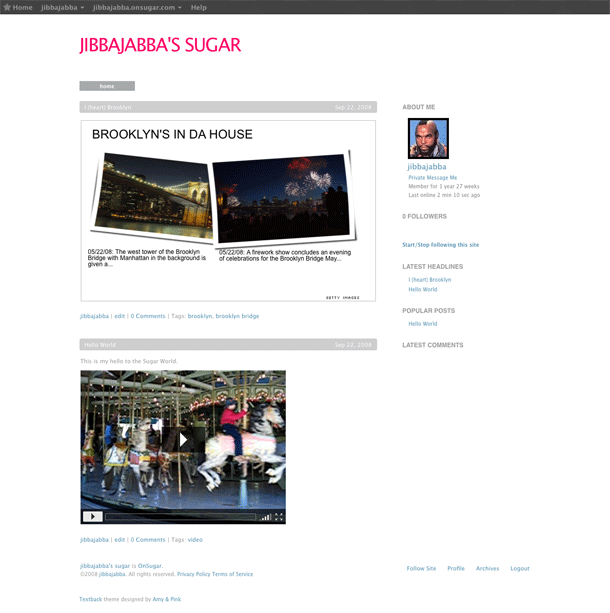 Home jibbajabba jibbajabba.onsugar.com Help
JIBBAJABBA'S SUGAR
home
I (heart) Brooklyn Sep 22, 2008
BROOKLYN'S IN DA HOUSE
05/22/08: The west tower of the Brooklyn
Bridge with Manhattan in the background is
given a...
05/22/08: A firework show concludes an evening
of celebrations for the Brooklyn Bridge May...
GETTY IMAGES
jibbajabba | edit | 0 Comments | Tags: brooklyn, brooklyn bridge
Hello World Sep 22, 2008
This is my hello to the Sugar World.
jibbajabba | edit | 0 Comments | Tags: video
ABOUT ME
jibbajabba
Private Message Me
Member for 1 year 27 weeks
Last online 2 min 10 sec ago
0 FOLLOWERS
Start/Stop following this site
LATEST HEADLINES
I (heart) Brooklyn
Hello World
POPULAR POSTS
Hello World
LATEST COMMENTS
jibbajabba's sugar is OnSugar.
©2008 jibbajabba. All rights reserved. Privacy Policy Terms of Service
Follow Site Profile Archives Logout
Textback theme designed by Amy & Pink